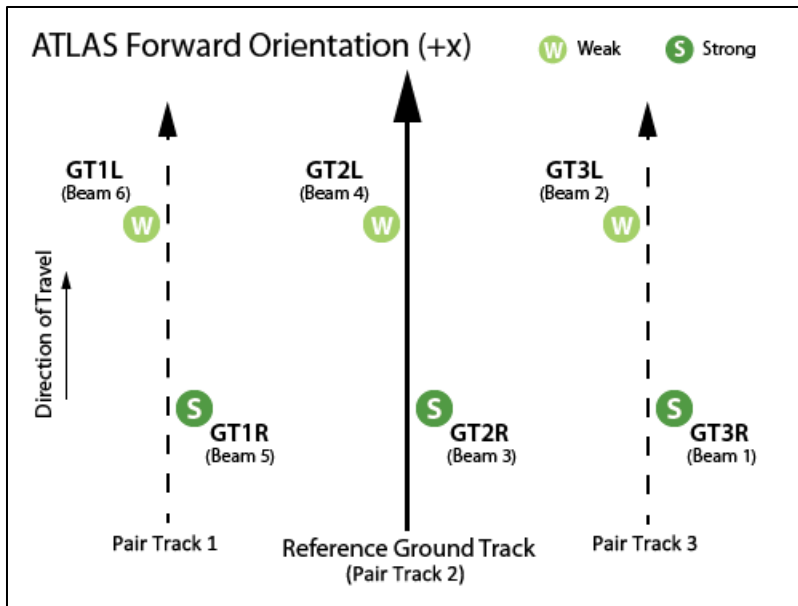 ATLAS Forward Orientation (+x)
W Weak
S Strong
GT1L
(Beam 6)
W
GT2L
(Beam 4)
W
GT3L
(Beam 2)
W
Direction of Travel
S
GT1R
(Beam 5)
S
GT2R
(Beam 3)
S
GT3R
(Beam 1)
Pair Track 1
Reference Ground Track
(Pair Track 2)
Pair Track 3